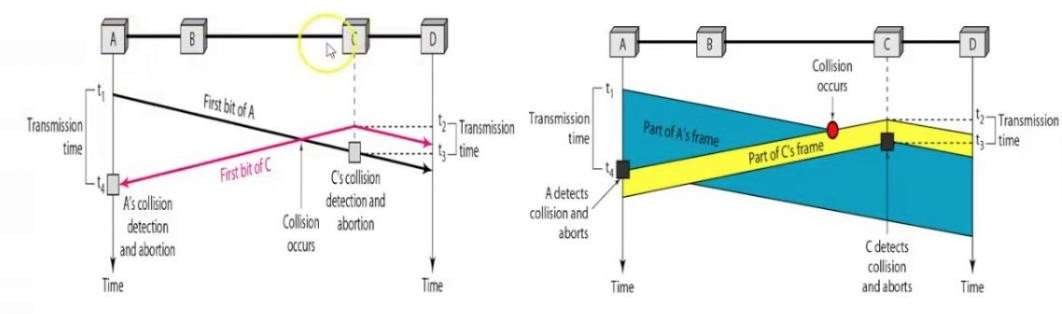 A
B
C
D
t1
First bit of A
Transmission
time
t2
Transmission
time
t3
First bit of C
t4
A's collision
detection
and abortion
Collision
occurs
C's collision
detection and
abortion
Time
Time
A
B
C
D
Collision
occurs
t1
Transmission
time
Part of A's frame
Part of C's frame
t2
Transmission
time
t3
t4
A detects
collision and
aborts
C detects
collision
and aborts
Time
Time